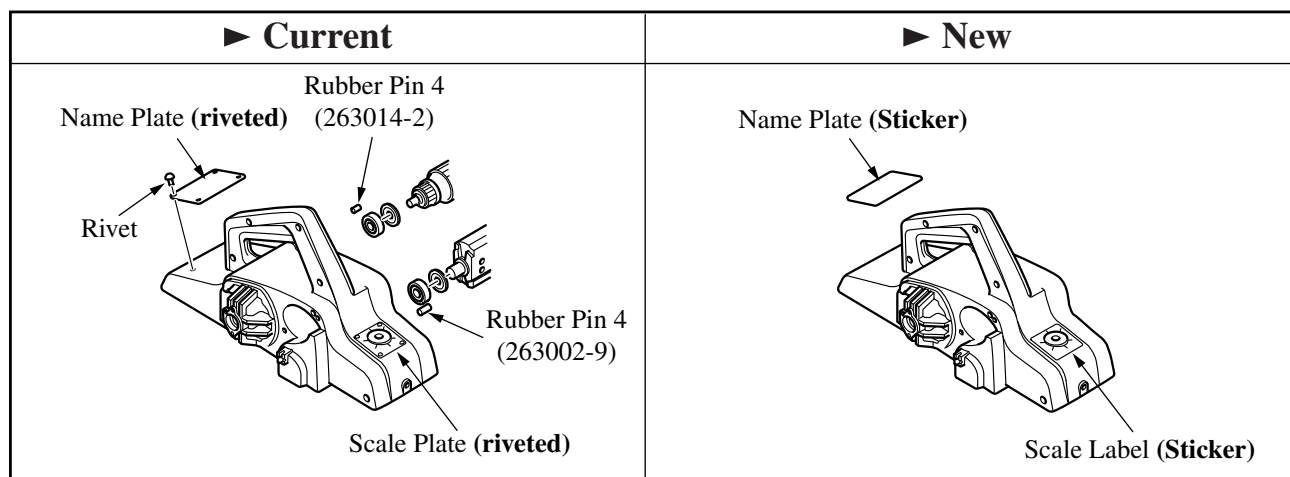 ► Current
Rubber Pin 4
(263014-2)
Name Plate (riveted)
Rivet
Rubber Pin 4
(263002-9)
Scale Plate (riveted)
► New
Name Plate (Sticker)
Scale Label (Sticker)